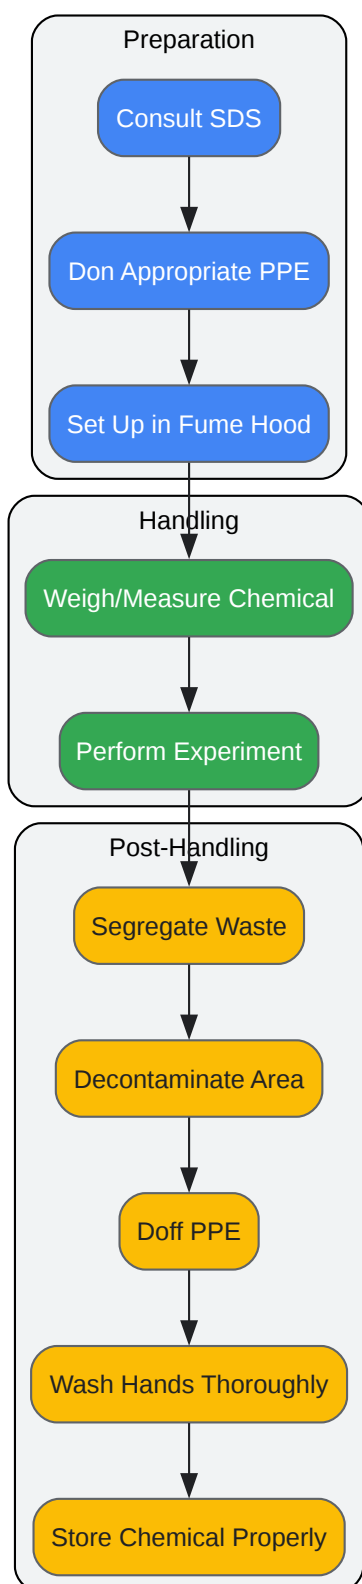 Preparation
Consult SDS
Don Appropriate PPE
Set Up in Fume Hood
Handling
Weigh/Measure Chemical
Perform Experiment
Post-Handling
Segregate Waste
Decontaminate Area
Doff PPE
Wash Hands Thoroughly
Store Chemical Properly